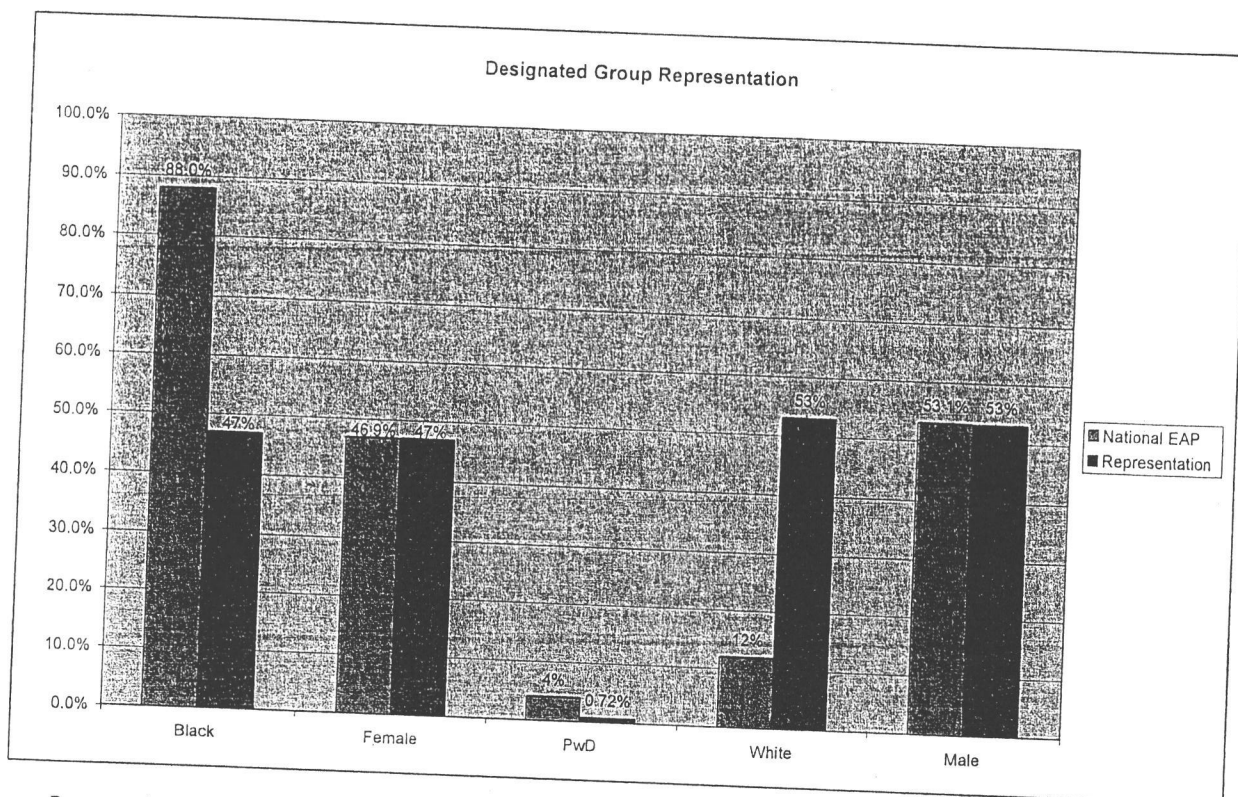 Designated Group Representation
100.0%
90.0%
80.0%
70.0%
60.0%
50.0%
40.0%
30.0%
20.0%
10.0%
0.0%
88.0%
47%
46.9%
47%
4%
0.72%
12%
53%
53.1%
53%
Black
Female
PwD
White
Male
National EAP
Representation